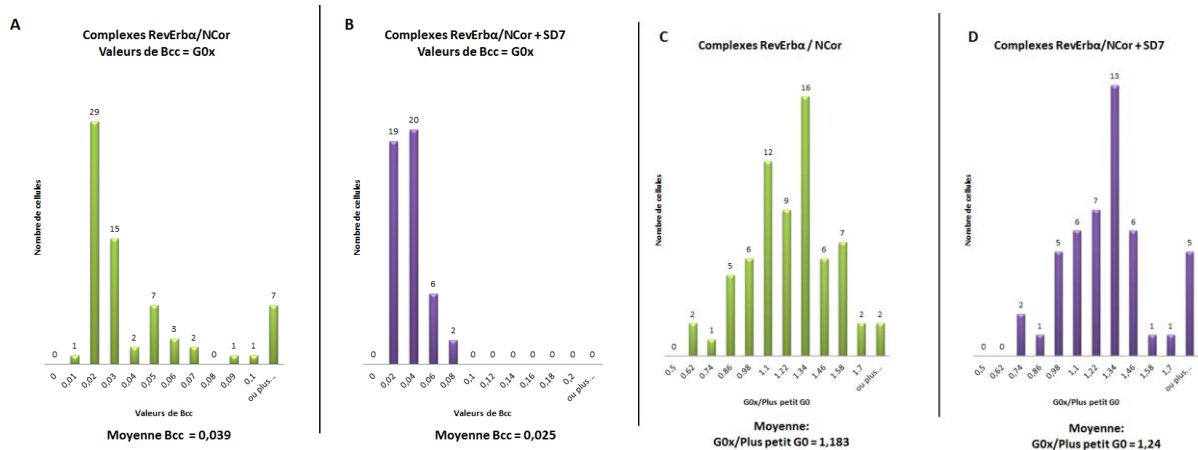 A
Complexes RevErbα/NCor
Valeurs de Bcc = G0x
Nombre de cellules
0 1 29 15 2 7 3 2 0 1 1 7
0 0,01 0,02 0,03 0,04 0,05 0,06 0,07 0,08 0,09 0,1 ou plus...
Valeurs de Bcc
Moyenne Bcc = 0,039
B
Complexes RevErbα/NCor + SD7
Valeurs de Bcc = G0x
Nombre de cellules
0 19 20 6 2 0 0 0 0 0 0 0
0 0,02 0,04 0,06 0,08 0,1 0,12 0,14 0,16 0,18 0,2 ou plus...
Valeurs de Bcc
Moyenne Bcc = 0,025
C
Complexes RevErbα / NCor
Nombre de cellules
0 2 1 5 6 12 9 16 6 7 2 2
0,5 0,62 0,74 0,86 0,98 1,1 1,22 1,34 1,46 1,58 1,7 ou plus...
G0x/Plus petit G0
Moyenne:
G0x/Plus petit G0 = 1,183
D
Complexes RevErbα/NCor + SD7
Nombre de cellules
0 0 2 1 5 6 7 13 6 1 1 5
0,5 0,62 0,74 0,86 0,98 1,1 1,22 1,34 1,46 1,58 1,7 ou plus...
G0x/Plus petit G0
Moyenne:
G0x/Plus petit G0 = 1,24